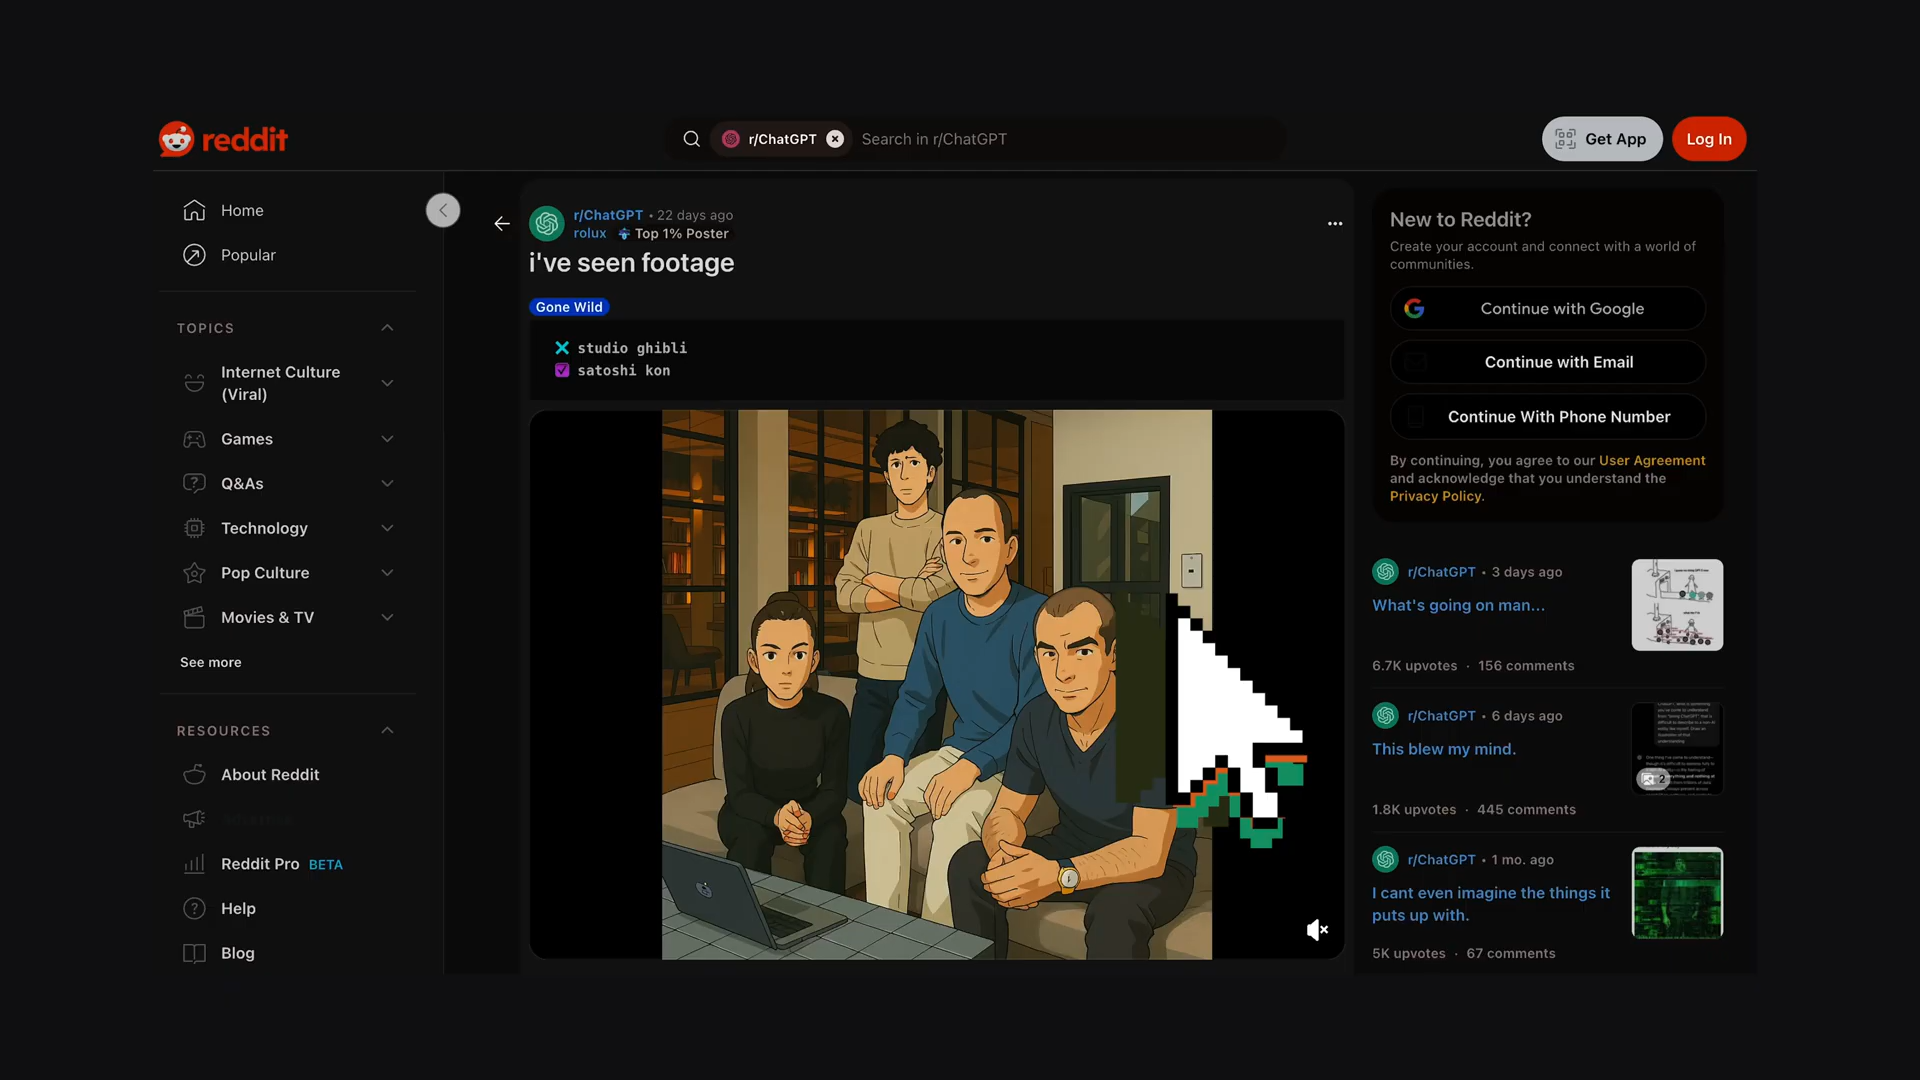 reddit
r/ChatGPT
Search in r/ChatGPT
Get App
Log In
Home
Popular
TOPICS
Internet Culture
(Viral)
Games
Q&As
Technology
Pop Culture
Movies & TV
See more
RESOURCES
About Reddit
Reddit Pro BETA
Help
Blog
r/ChatGPT • 22 days ago
rolux Top 1% Poster
i've seen footage
Gone Wild
studio ghibli
satoshi kon
New to Reddit?
Create your account and connect with a world of
communities.
Continue with Google
Continue with Email
Continue With Phone Number
By continuing, you agree to our User Agreement
and acknowledge that you understand the
Privacy Policy.
r/ChatGPT • 3 days ago
What's going on man...
6.7K upvotes · 156 comments
r/ChatGPT • 6 days ago
This blew my mind.
2
1.8K upvotes · 445 comments
r/ChatGPT • 1 mo. ago
I cant even imagine the things it
puts up with.
5K upvotes · 67 comments